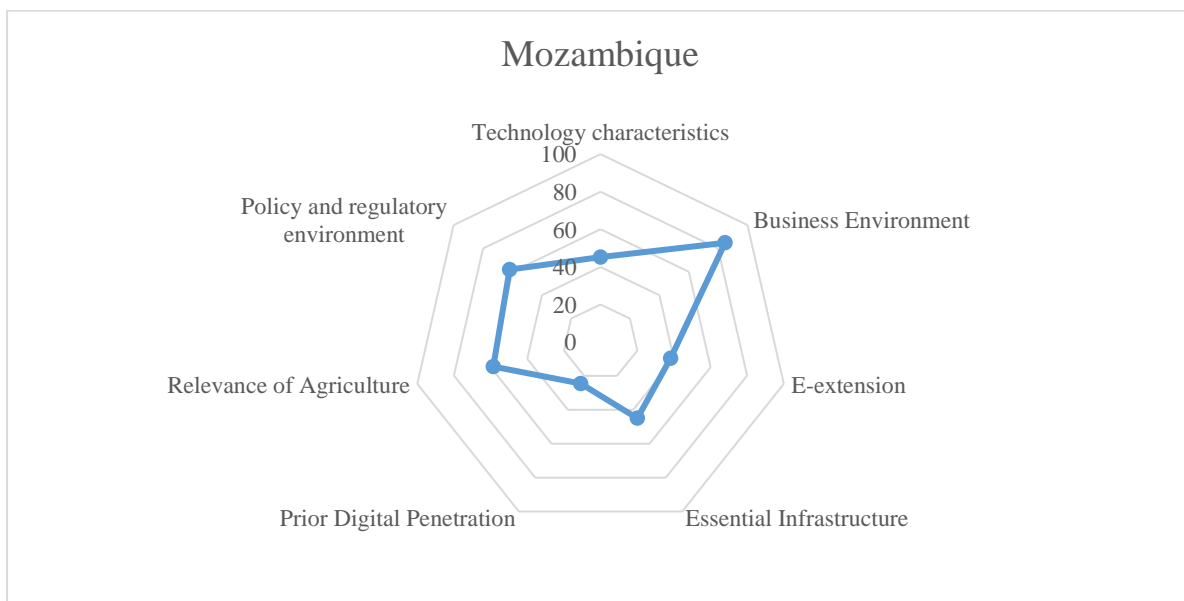 Mozambique
Technology characteristics
100
80
60
40
20
0
Policy and regulatory
environment
Business Environment
Relevance of Agriculture
E-extension
Prior Digital Penetration
Essential Infrastructure